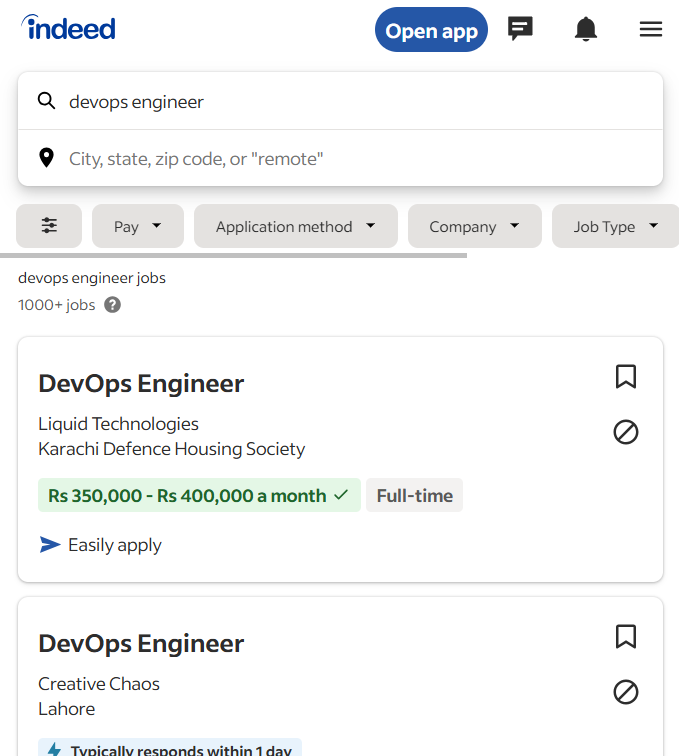 indeed
Open app
devops engineer
City, state, zip code, or "remote"
Pay
Application method
Company
Job Type
devops engineer jobs
1000+ jobs ?
DevOps Engineer
Liquid Technologies
Karachi Defence Housing Society
Rs 350,000 - Rs 400,000 a month
Full-time
Easily apply
DevOps Engineer
Creative Chaos
Lahore
Typically responds within 1 day